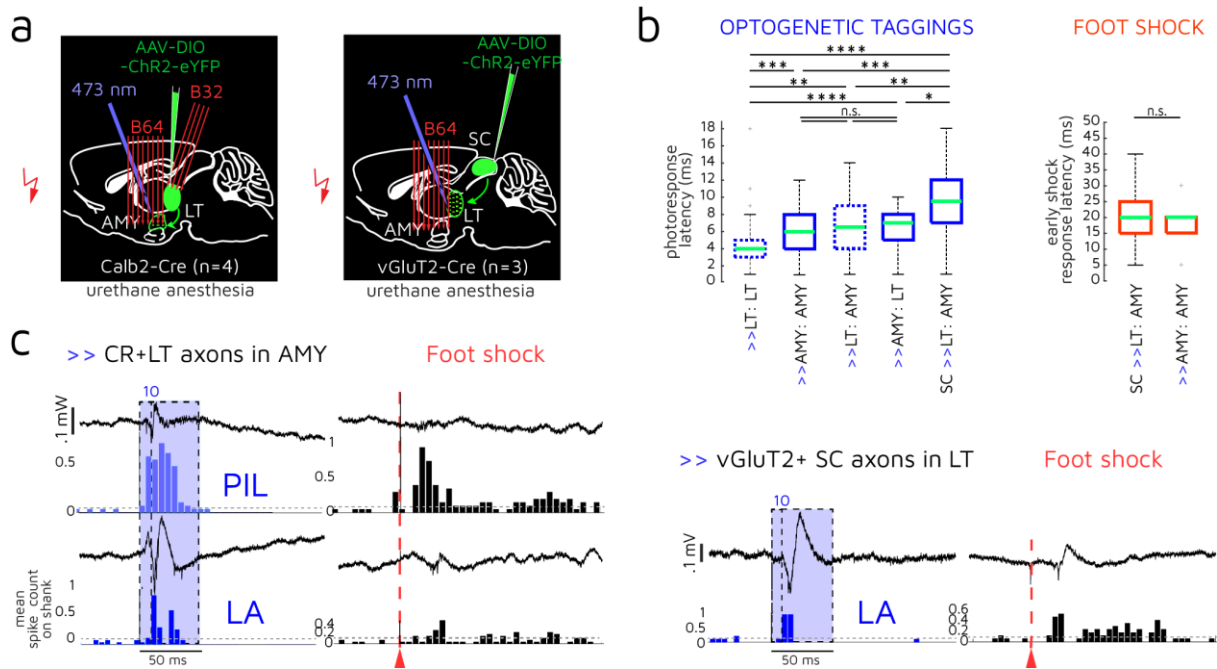 a
AAV-DIO
-ChR2-eYFP
473 nm
B32
B64
AMY
LT
Calb2-Cre (n=4)
urethane anesthesia
AAV-DIO
-ChR2-eYFP
473 nm
B64
SC
LT
AMY
vGluT2-Cre (n=3)
urethane anesthesia
b
OPTOGENETIC TAGGINGS
****
*** ***
** **
**** *
n.s.
photoresponse
latency (ms)
18
16
14
12
10
8
6
4
2
0
>>LT: LT
>>AMY: AMY
>>LT: AMY
>>AMY: LT
SC >>LT: AMY
FOOT SHOCK
n.s.
early shock
response latency (ms)
50
45
40
35
30
25
20
15
10
5
0
SC >>LT: AMY
>>AMY: AMY
c
>> CR+LT axons in AMY
Foot shock
10
.1 mW
0.5
0
PIL
1
0.5
0
mean
spike count
on shank
1
0.5
0
LA
0.4
0.2
0
50 ms
>> vGluT2+ SC axons in LT
Foot shock
10
.1 mV
1
0.5
0
LA
0.6
0.4
0.2
0
50 ms